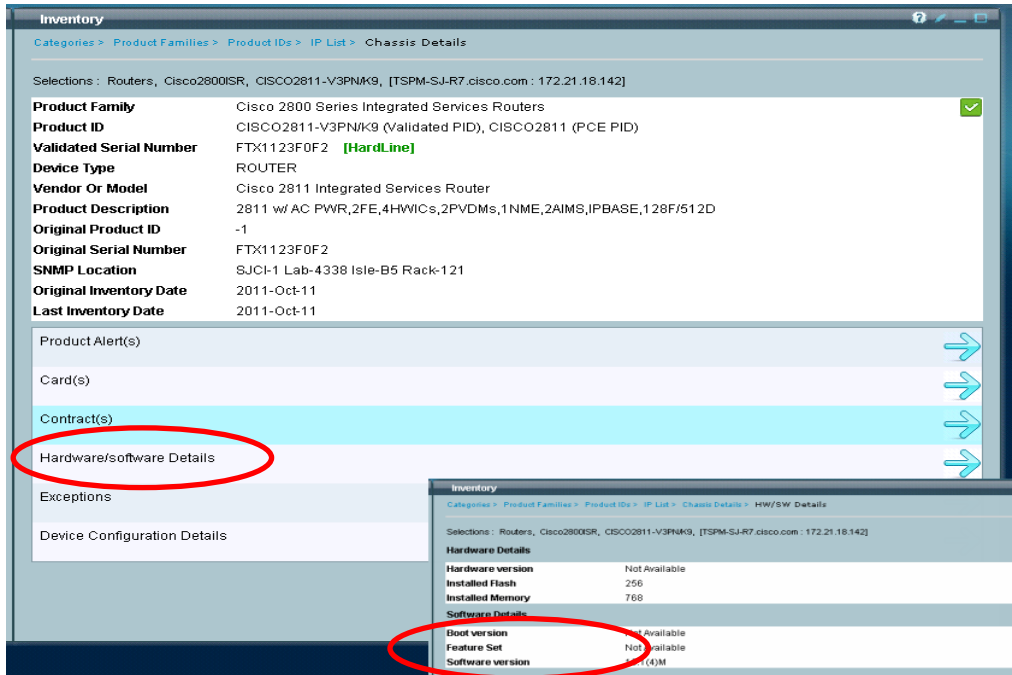 Inventory
Categories > Product Families > Product IDs > IP List > Chassis Details
Selections : Routers, Cisco2800ISR, CISCO2811-V3PN/K9, [TSPM-SJ-R7.cisco.com : 172.21.18.142]
Product Family Cisco 2800 Series Integrated Services Routers
Product ID CISCO2811-V3PN/K9 (Validated PID), CISCO2811 (PCE PID)
Validated Serial Number FTX1123F0F2 [HardLine]
Device Type ROUTER
Vendor Or Model Cisco 2811 Integrated Services Router
Product Description 2811 w/ AC PWR,2FE,4HWICs,2PVDMs,1NME,2AIMS,IPBASE,128F/512D
Original Product ID -1
Original Serial Number FTX1123F0F2
SNMP Location SJCI-1 Lab-4338 Isle-B5 Rack-121
Original Inventory Date 2011-Oct-11
Last Inventory Date 2011-Oct-11
Product Alert(s)
Card(s)
Contract(s)
Hardware/software Details
Exceptions
Device Configuration Details
Inventory
Categories > Product Families > Product IDs > IP List > Chassis Details > HW/SW Details
Selections : Routers, Cisco2800ISR, CISCO2811-V3PN/K9, [TSPM-SJ-R7.cisco.com : 172.21.18.142]
Hardware Details
Hardware version Not Available
Installed Flash 256
Installed Memory 768
Software Details
Boot version Not Available
Feature Set Not Available
Software version